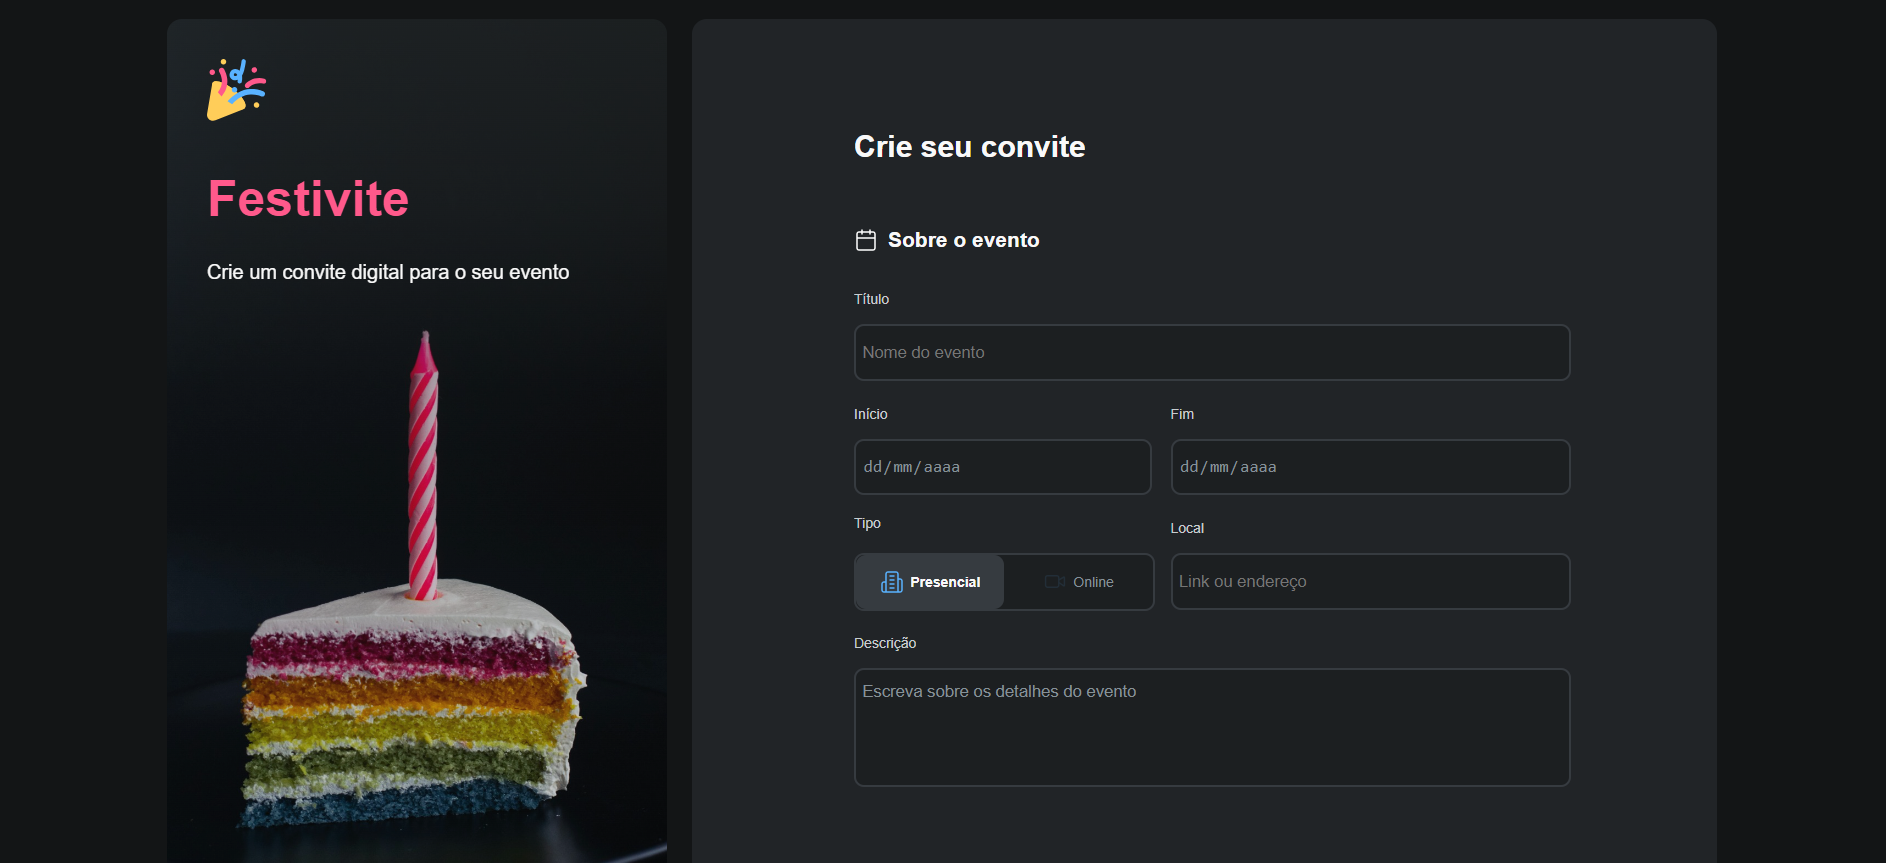 Festivite
Crie um convite digital para o seu evento
Crie seu convite
Sobre o evento
Título
Nome do evento
Início
Fim
dd/mm/aaaa
dd/mm/aaaa
Tipo
Local
Presencial
Online
Link ou endereço
Descrição
Escreva sobre os detalhes do evento